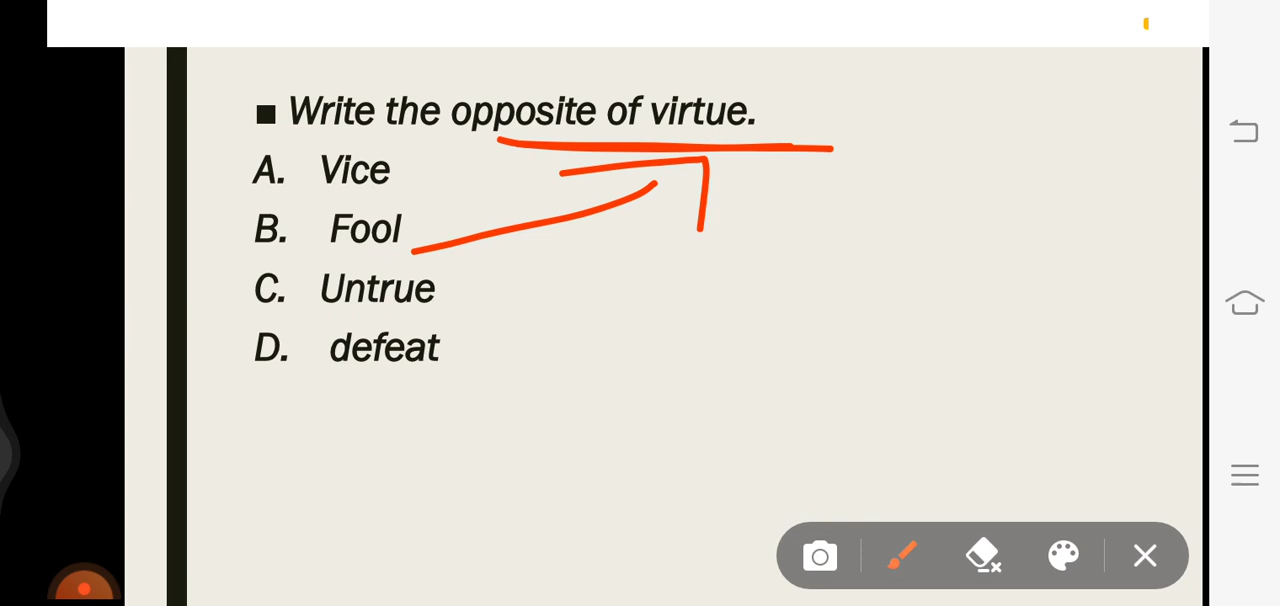 ■ Write the opposite of virtue.
A. Vice
B. Fool
C. Untrue
D. defeat